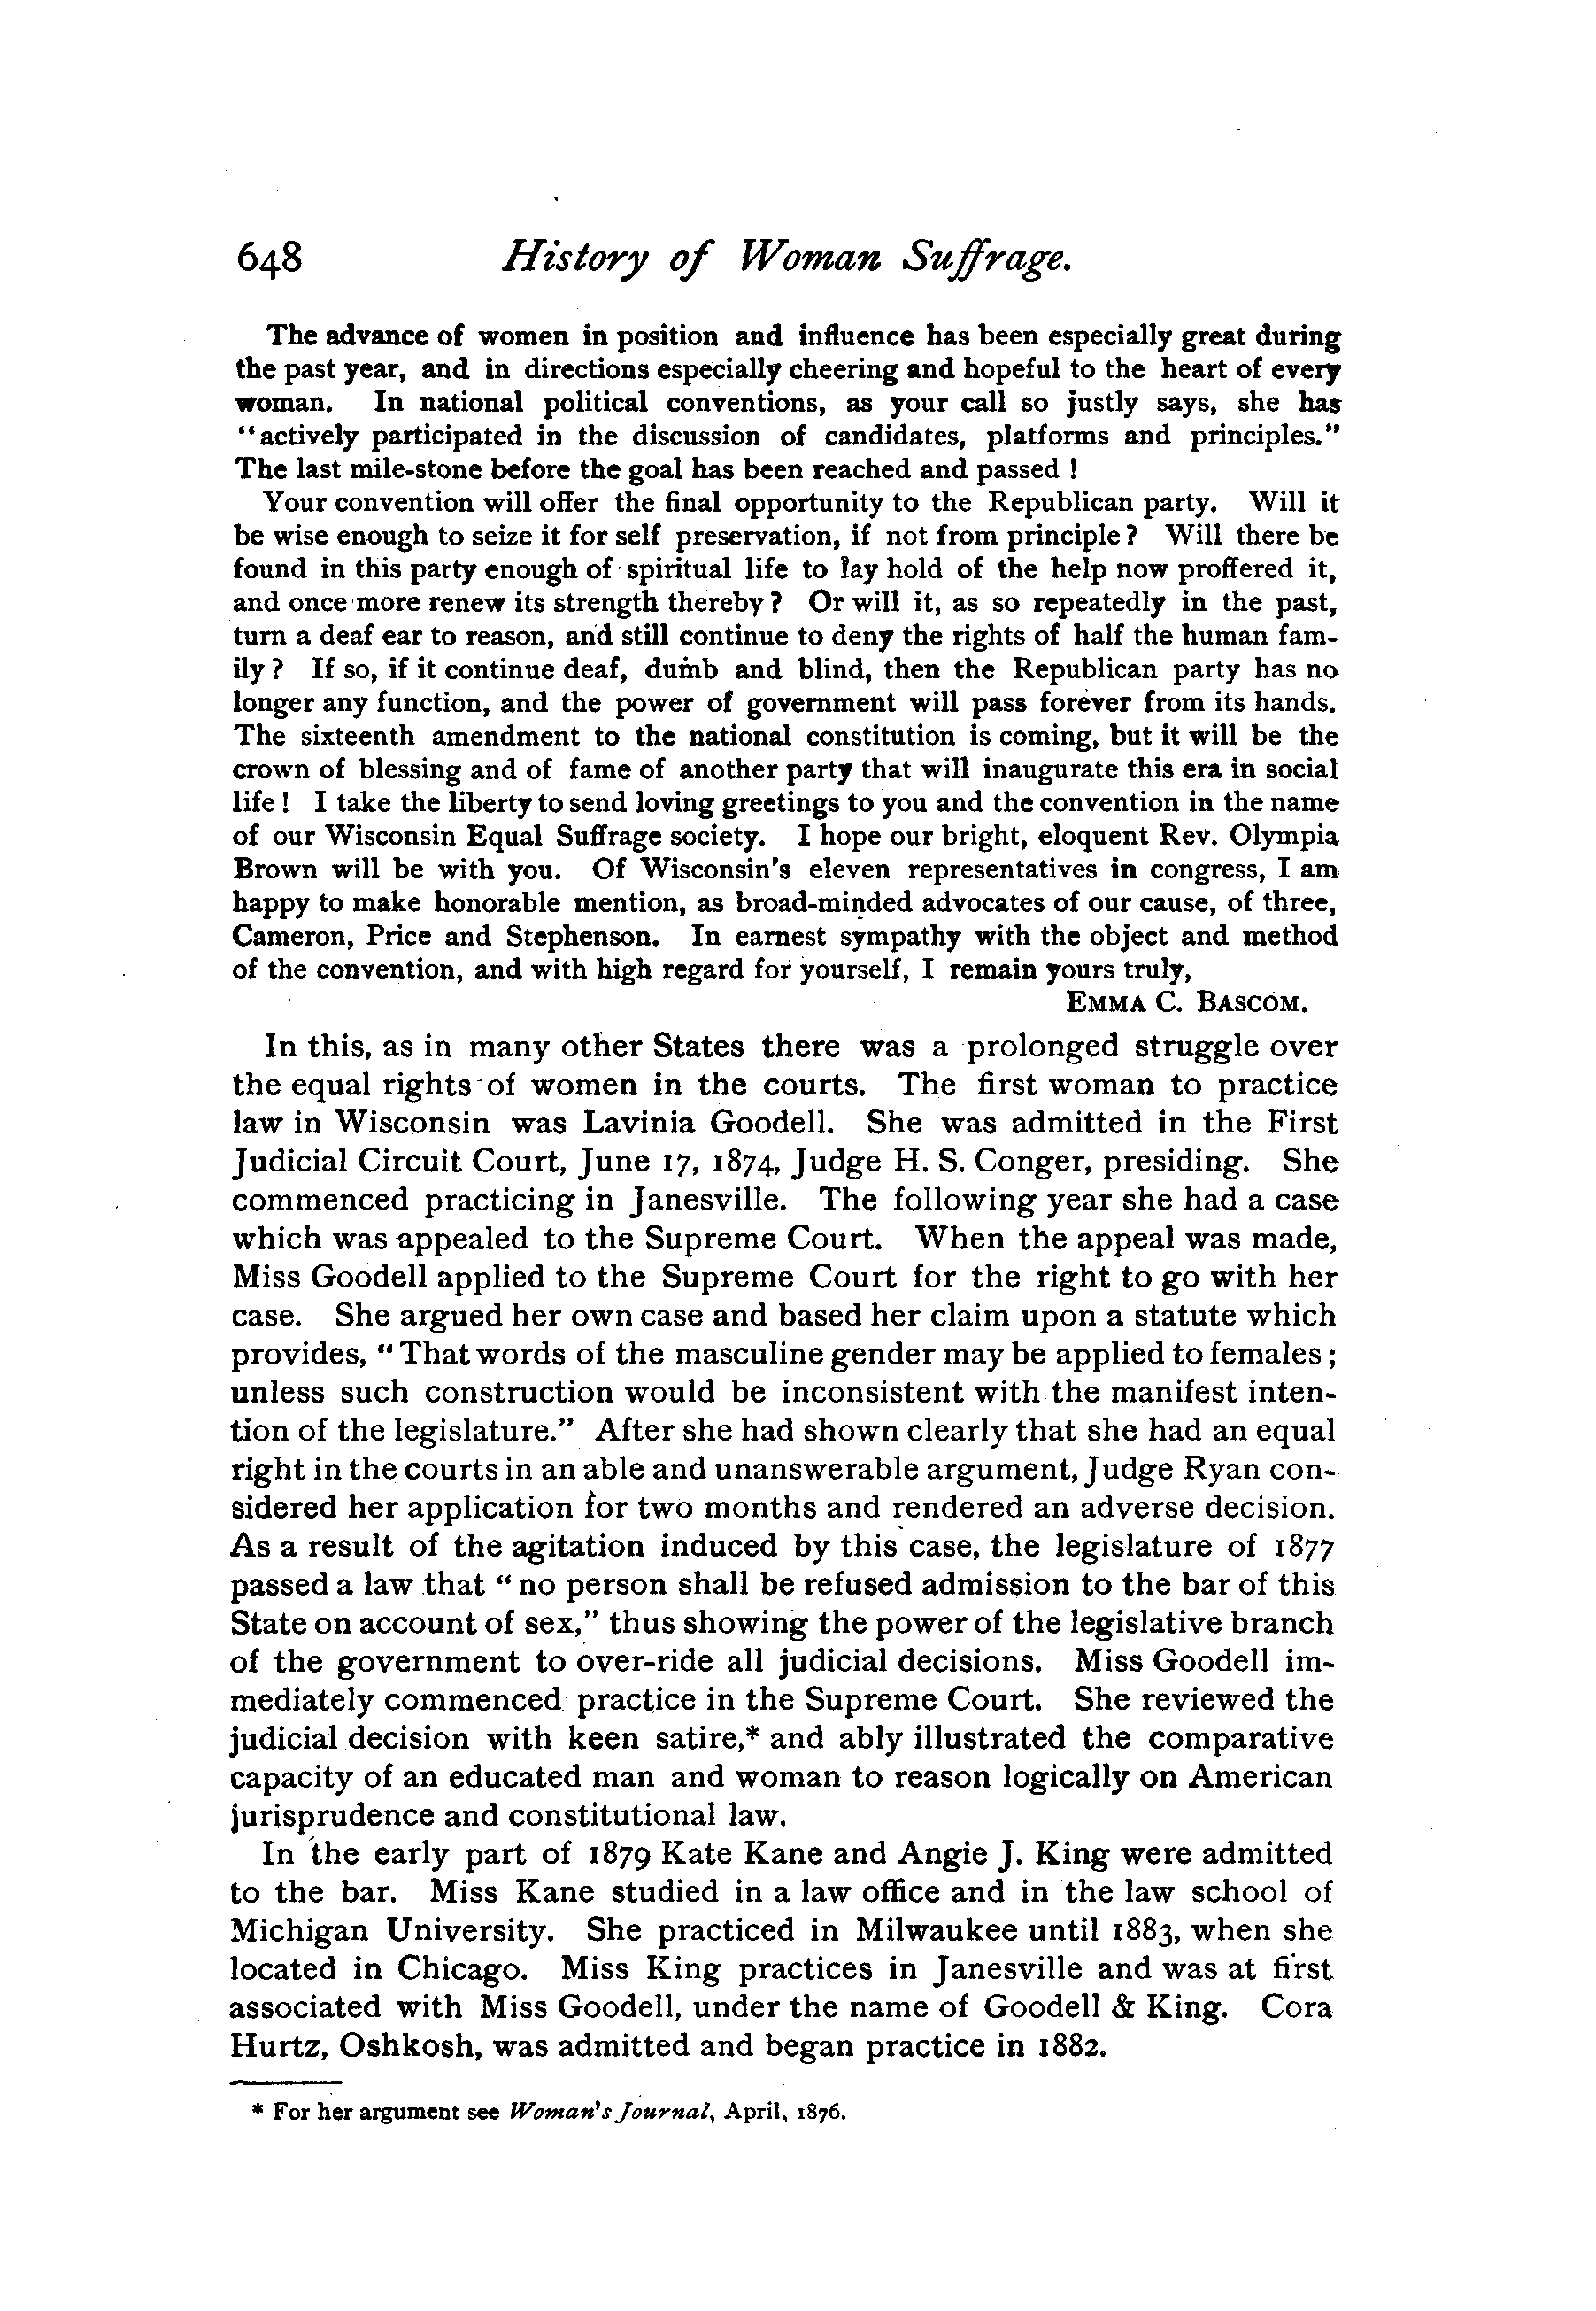 648 History of Woman Suffrage.
The advance of women in position and influence has been especially great during
the past year, and in directions especially cheering and hopeful to the heart of every
woman. In national political conventions, as your call so justly says, she has
"actively participated in the discussion of candidates, platforms and principles."
The last mile-stone before the goal has been reached and passed !
Your convention will offer the final opportunity to the Republican party. Will it
be wise enough to seize it for self preservation, if not from principle ? Will there be
found in this party enough of spiritual life to lay hold of the help now proffered it,
and once more renew its strength thereby ? Or will it, as so repeatedly in the past,
turn a deaf ear to reason, and still continue to deny the rights of half the human fam-
ily ? If so, if it continue deaf, dumb and blind, then the Republican party has no
longer any function, and the power of government will pass forever from its hands.
The sixteenth amendment to the national constitution is coming, but it will be the
crown of blessing and of fame of another party that will inaugurate this era in social
life ! I take the liberty to send loving greetings to you and the convention in the name
of our Wisconsin Equal Suffrage society. I hope our bright, eloquent Rev. Olympia
Brown will be with you. Of Wisconsin's eleven representatives in congress, I am
happy to make honorable mention, as broad-minded advocates of our cause, of three,
Cameron, Price and Stephenson. In earnest sympathy with the object and method
of the convention, and with high regard for yourself, I remain yours truly,
EMMA C. BASCOM.
In this, as in many other States there was a prolonged struggle over
the equal rights of women in the courts. The first woman to practice
law in Wisconsin was Lavinia Goodell. She was admitted in the First
Judicial Circuit Court, June 17, 1874, Judge H. S. Conger, presiding. She
commenced practicing in Janesville. The following year she had a case
which was appealed to the Supreme Court. When the appeal was made,
Miss Goodell applied to the Supreme Court for the right to go with her
case. She argued her own case and based her claim upon a statute which
provides, "That words of the masculine gender may be applied to females ;
unless such construction would be inconsistent with the manifest inten-
tion of the legislature." After she had shown clearly that she had an equal
right in the courts in an able and unanswerable argument, Judge Ryan con-
sidered her application for two months and rendered an adverse decision.
As a result of the agitation induced by this case, the legislature of 1877
passed a law that "no person shall be refused admission to the bar of this
State on account of sex," thus showing the power of the legislative branch
of the government to over-ride all judicial decisions. Miss Goodell im-
mediately commenced practice in the Supreme Court. She reviewed the
judicial decision with keen satire,* and ably illustrated the comparative
capacity of an educated man and woman to reason logically on American
jurisprudence and constitutional law.
In the early part of 1879 Kate Kane and Angie J. King were admitted
to the bar. Miss Kane studied in a law office and in the law school of
Michigan University. She practiced in Milwaukee until 1883, when she
located in Chicago. Miss King practices in Janesville and was at first
associated with Miss Goodell, under the name of Goodell & King. Cora
Hurtz, Oshkosh, was admitted and began practice in 1882.
* For her argument see Woman's Journal, April, 1876.